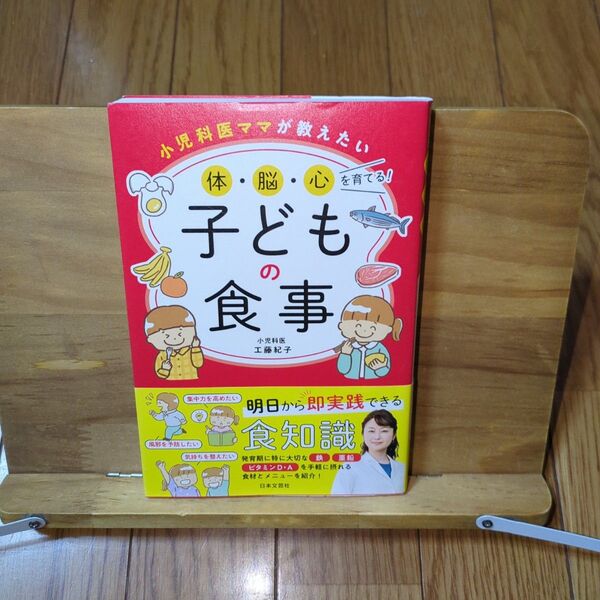 小児科医ママが教えたい
体・脳・心を育てる！
子ども
の
食事
小児科医
工藤紀子
集中力を高めたい
風邪を予防したい
気持ちを整えたい
明日から即実践できる
食知識
発育期に特に大切な 鉄 亜鉛
ビタミンD・A を手軽に摂れる
食材とメニューを紹介！
日本文芸社